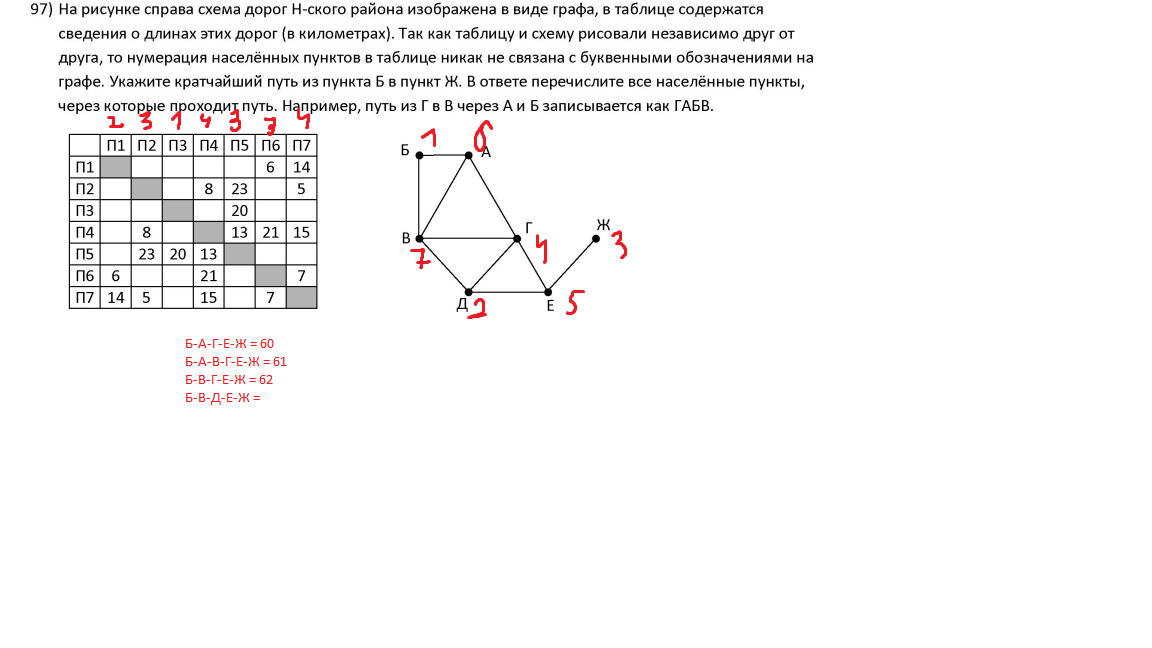 97) На рисунке справа схема дорог Н-ского района изображена в виде графа, в таблице содержатся
сведения о длинах этих дорог (в километрах). Так как таблицу и схему рисовали независимо друг от
друга, то нумерация населённых пунктов в таблице никак не связана с буквенными обозначениями на
графе. Укажите кратчайший путь из пункта Б в пункт Ж. В ответе перечислите все населённые пункты,
через которые проходит путь. Например, путь из Г в В через А и Б записывается как ГАБВ.
2 3 1 4 3 3 4
П1 П2 П3 П4 П5 П6 П7
П1 6 14
П2 8 23 5
П3 20
П4 8 13 21 15
П5 23 20 13
П6 6 21 7
П7 14 5 15 7
Б 1 А 6
В 7 Г 4 Ж 3
Д 2 Е 5
Б-А-Г-Е-Ж = 60
Б-А-В-Г-Е-Ж = 61
Б-В-Г-Е-Ж = 62
Б-В-Д-Е-Ж =